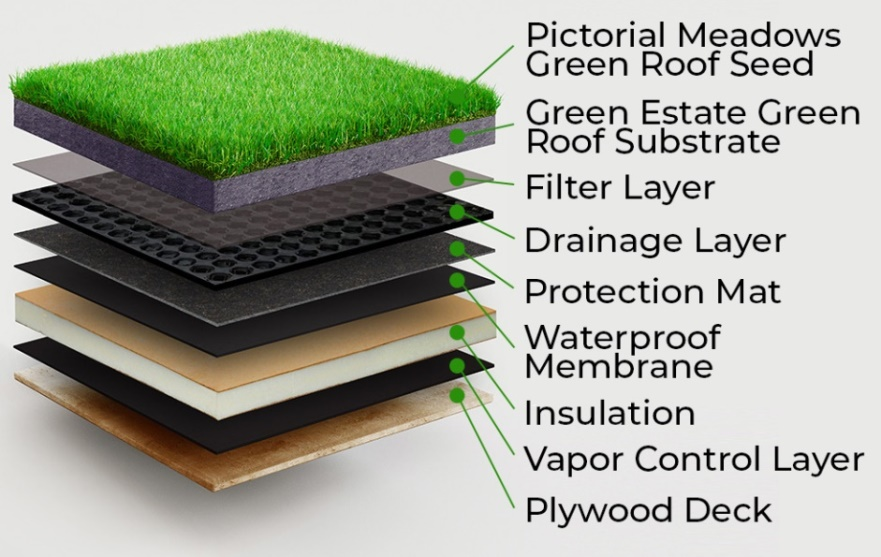 Pictorial Meadows
Green Roof Seed
Green Estate Green
Roof Substrate
Filter Layer
Drainage Layer
Protection Mat
Waterproof
Membrane
Insulation
Vapor Control Layer
Plywood Deck